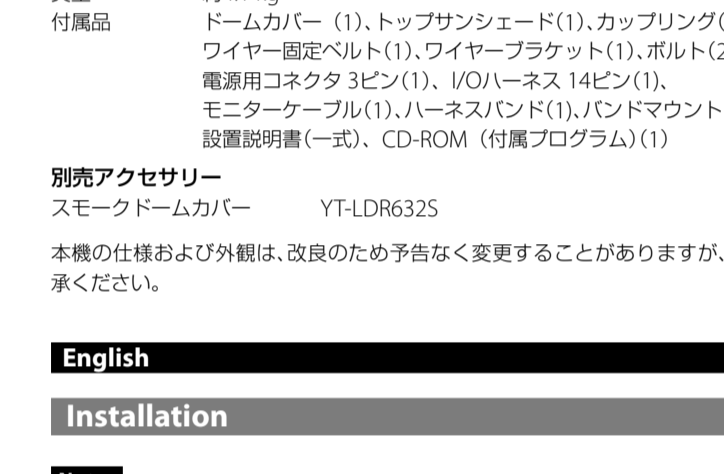 付属品 ドームカバー（1）、トップサンシェード（1）、カップリング（
ワイヤー固定ベルト（1）、ワイヤーブラケット（1）、ボルト（2
電源用コネクタ 3ピン（1）、I/Oハーネス 14ピン（1）、
モニターケーブル（1）、ハーネスバンド（1）、バンドマウント
設置説明書（一式）、CD-ROM（付属プログラム）（1）
別売アクセサリー
スモークドームカバー YT-LDR632S
本機の仕様および外観は、改良のため予告なく変更することがありますが、
承ください。
English
Installation